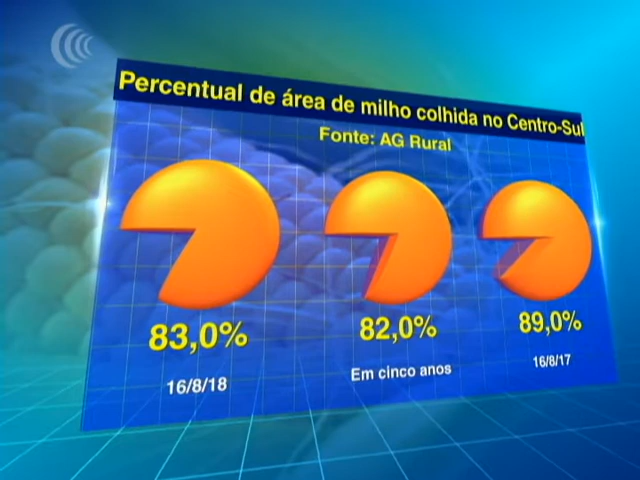 Percentual de área de milho colhida no Centro-Sul
Fonte: AG Rural
83,0% 82,0% 89,0%
16/8/18 Em cinco anos 16/8/17